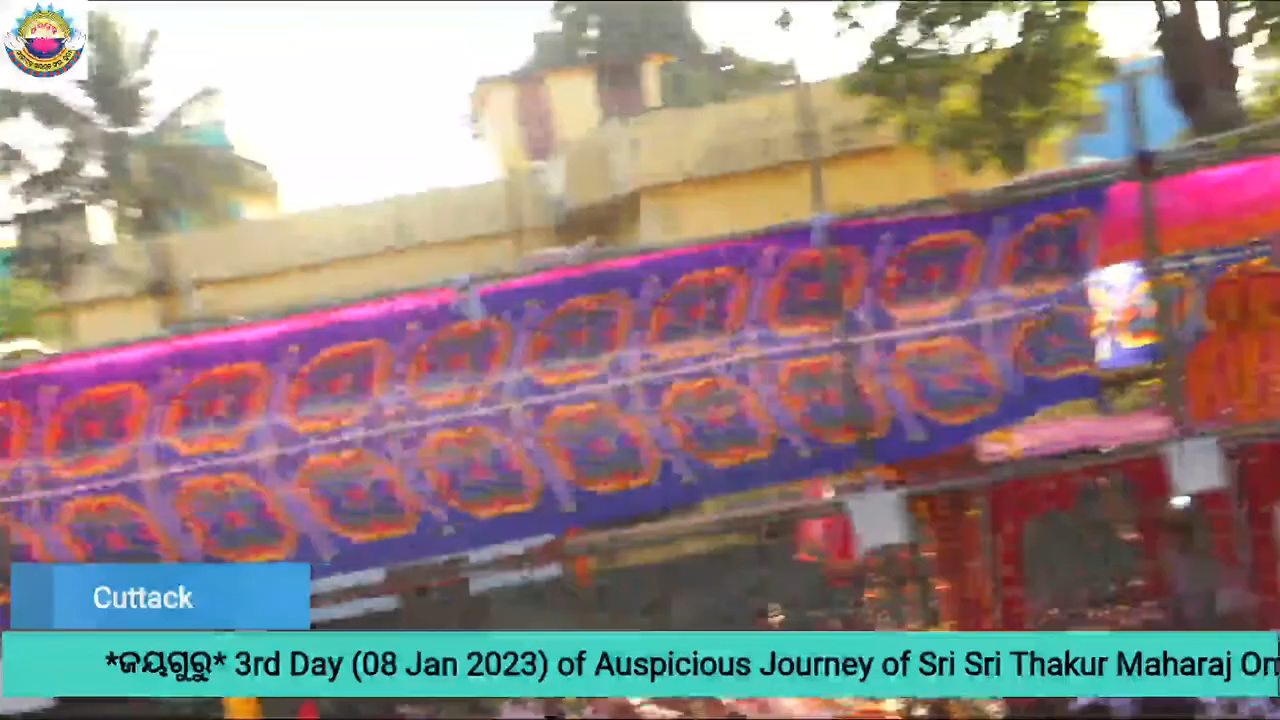 Cuttack
*ଜୟଗୁରୁ* 3rd Day (08 Jan 2023) of Auspicious Journey of Sri Sri Thakur Maharaj On